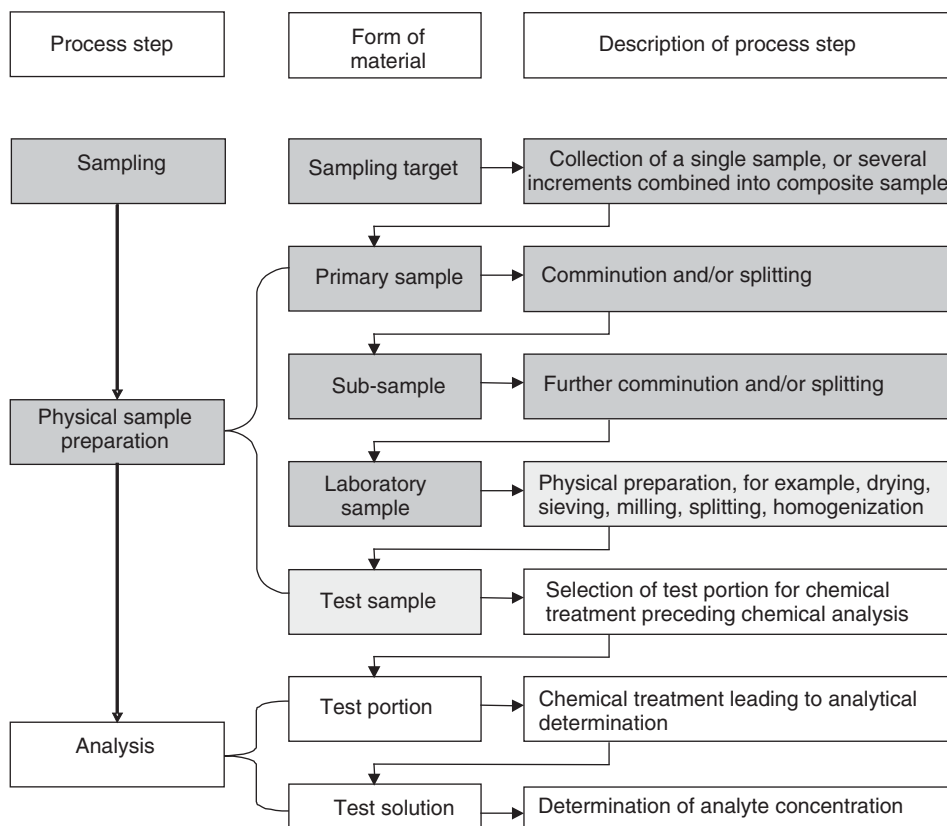 Process step
Form of
material
Description of process step
Sampling
Sampling target
Collection of a single sample, or several
increments combined into composite sample
Primary sample
Comminution and/or splitting
Sub-sample
Further comminution and/or splitting
Physical sample
preparation
Laboratory
sample
Physical preparation, for example, drying,
sieving, milling, splitting, homogenization
Test sample
Selection of test portion for chemical
treatment preceding chemical analysis
Test portion
Chemical treatment leading to analytical
determination
Analysis
Test solution
Determination of analyte concentration